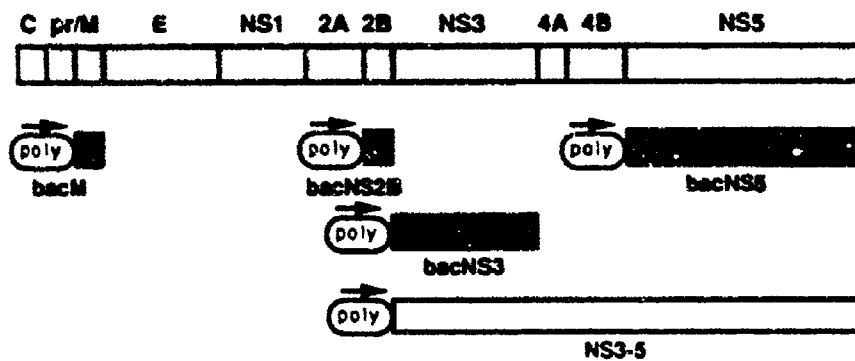 C pr/M E NS1 2A 2B NS3 4A 4B NS5
poly poly poly
bacM bacNS2B bacNS5
poly
bacNS3
poly
NS3-5